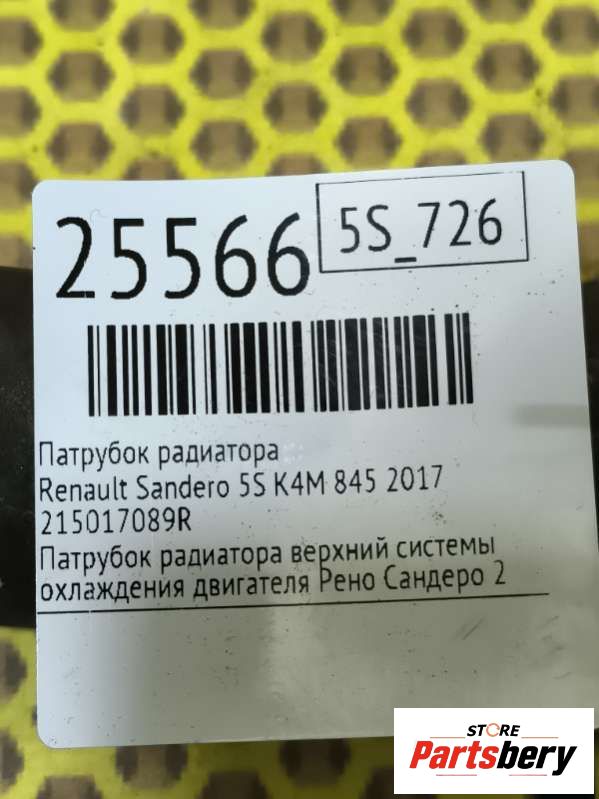 25566
5S_726
Патрубок радиатора
Renault Sandero 5S K4M 845 2017
215017089R
Патрубок радиатора верхний системы
охлаждения двигателя Рено Сандеро 2
STORE
Partsbery